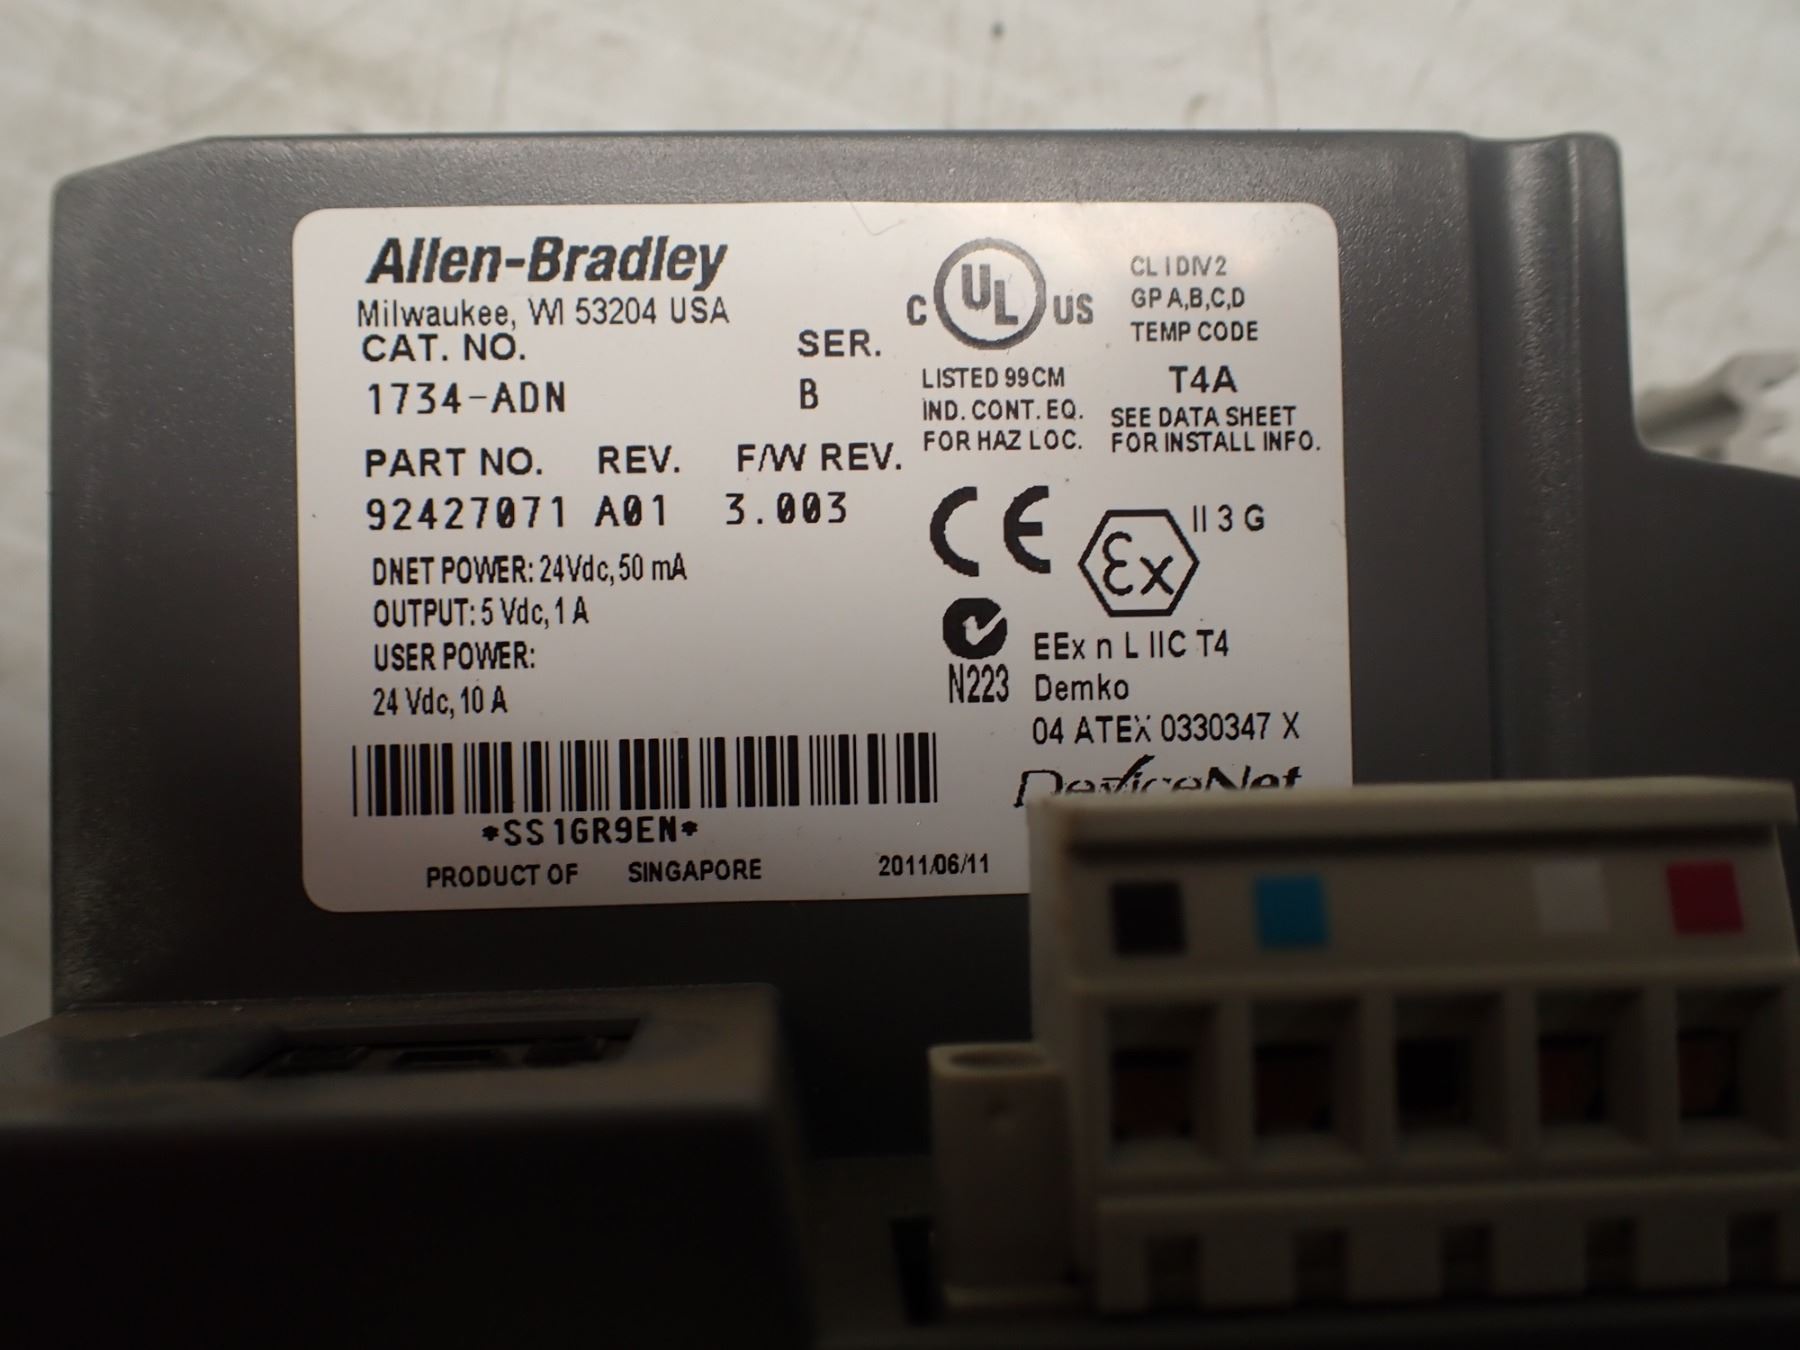 Allen-Bradley
Milwaukee, WI 53204 USA
CAT. NO. SER.
1734-ADN B
PART NO. REV. F/W REV.
92427071 A01 3.003
DNET POWER: 24Vdc, 50 mA
OUTPUT: 5 Vdc, 1 A
USER POWER:
24 Vdc, 10 A
*SS1GR9EN*
PRODUCT OF SINGAPORE 2011/06/11
C UL US
LISTED 99CM
IND. CONT. EQ.
FOR HAZ LOC.
CL I DIV 2
GP A,B,C,D
TEMP CODE
T4A
SEE DATA SHEET
FOR INSTALL INFO.
CE Ex II 3 G
N223
EEx n L IIC T4
Demko
04 ATEX 0330347 X
DeviceNet